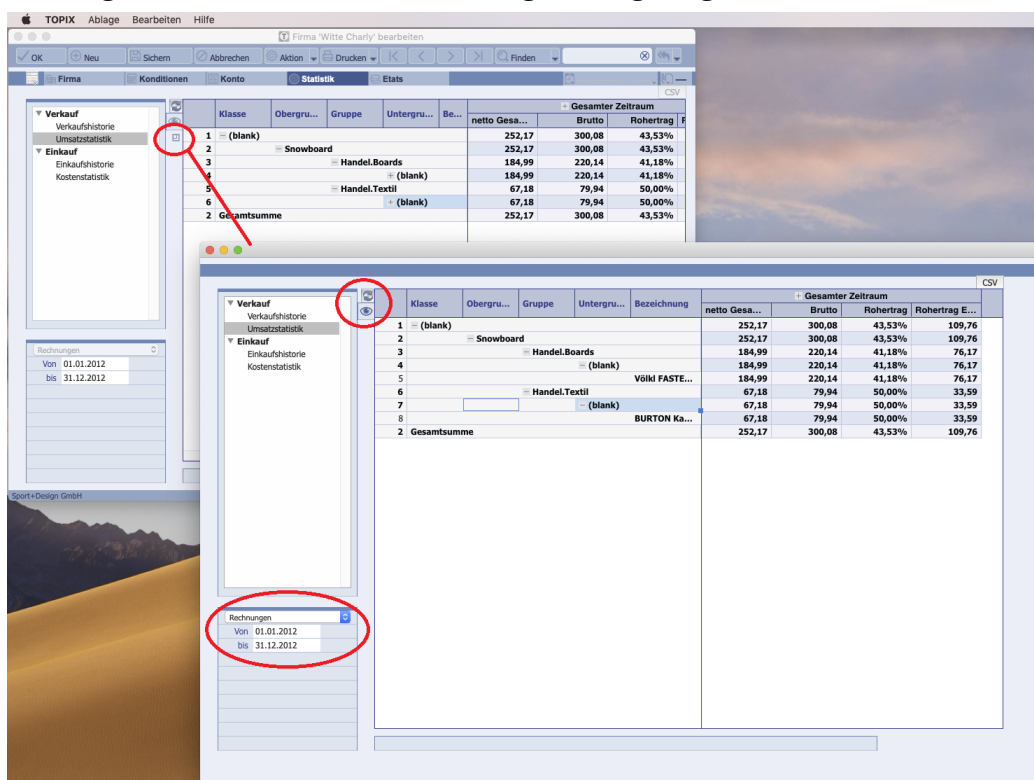 TOPIX Ablage Bearbeiten Hilfe
Firma 'Witte Charly' bearbeiten
OK Neu Sichern Abbrechen Aktion Drucken Finden
Firma Konditionen Konto Statistik Etats
CSV
Verkauf
Verkaufshistorie
Umsatzstatistik
Einkauf
Einkaufshistorie
Kostenstatistik
Klasse Obergru... Gruppe Untergru... Be... Gesamter Zeitraum
netto Gesa... Brutto Rohertrag
1 (blank) 252,17 300,08 43,53%
2 Snowboard 252,17 300,08 43,53%
3 Handel.Boards 184,99 220,14 41,18%
4 (blank) 184,99 220,14 41,18%
5 Handel.Textil 67,18 79,94 50,00%
6 (blank) 67,18 79,94 50,00%
2 Gesamtsumme 252,17 300,08 43,53%
Rechnungen
Von 01.01.2012
bis 31.12.2012
Sport+Design GmbH
CSV
Verkauf
Verkaufshistorie
Umsatzstatistik
Einkauf
Einkaufshistorie
Kostenstatistik
Klasse Obergru... Gruppe Untergru... Bezeichnung Gesamter Zeitraum
netto Gesa... Brutto Rohertrag Rohertrag E...
1 (blank) 252,17 300,08 43,53% 109,76
2 Snowboard 252,17 300,08 43,53% 109,76
3 Handel.Boards 184,99 220,14 41,18% 76,17
4 (blank) 184,99 220,14 41,18% 76,17
5 Völkl FASTE... 184,99 220,14 41,18% 76,17
6 Handel.Textil 67,18 79,94 50,00% 33,59
7 (blank) 67,18 79,94 50,00% 33,59
8 BURTON Ka... 67,18 79,94 50,00% 33,59
2 Gesamtsumme 252,17 300,08 43,53% 109,76
Rechnungen
Von 01.01.2012
bis 31.12.2012